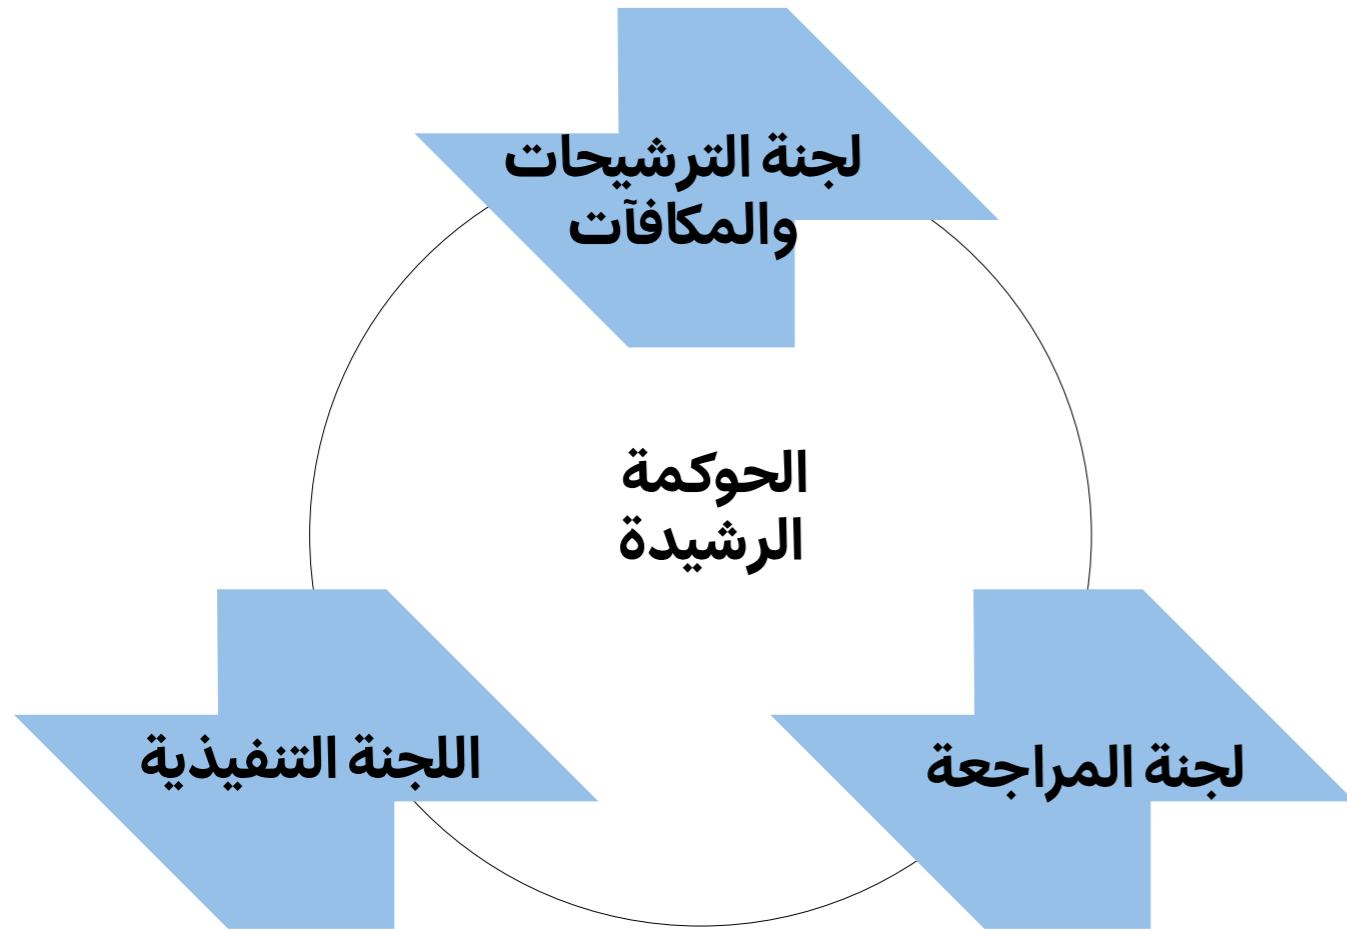 لجنة الترشيحات
والمكافآت
الحوكمة
الرشيدة
لجنة المراجعة
اللجنة التنفيذية